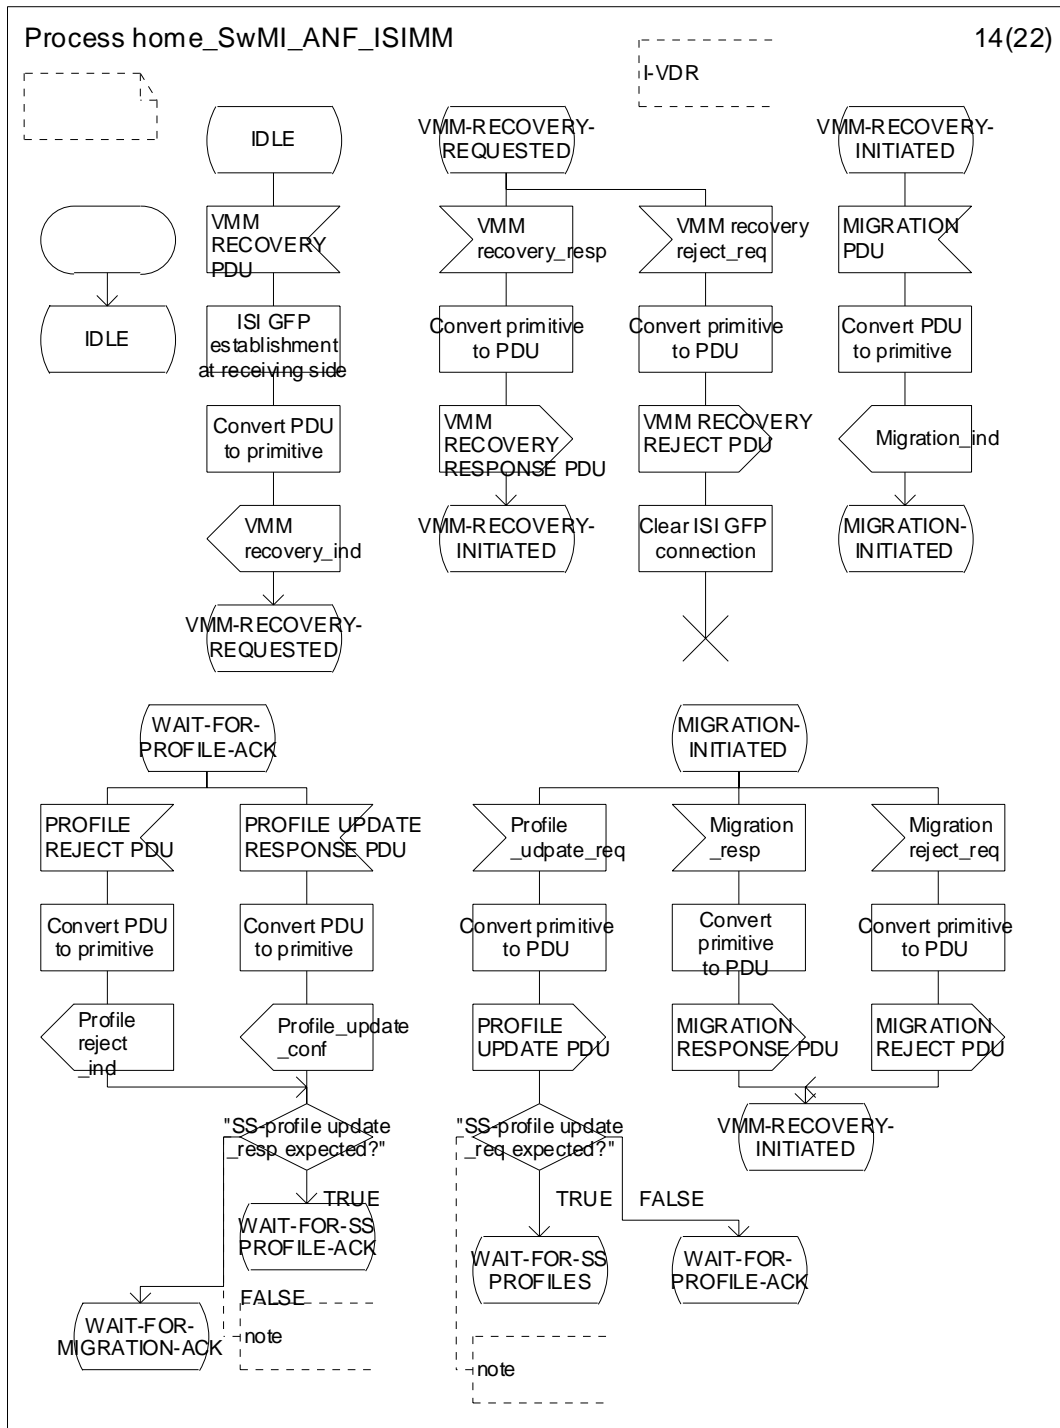 Process home_SwMI_ANF_ISIMM
14(22)
I-VDR
IDLE
VMM
RECOVERY
PDU
IDLE
ISI GFP
establishment
at receiving side
Convert PDU
to primitive
VMM
recovery_ind
VMM-RECOVERY-
REQUESTED
VMM-RECOVERY-
REQUESTED
VMM
recovery_resp
Convert primitive
to PDU
VMM
RECOVERY
RESPONSE PDU
VMM-RECOVERY-
INITIATED
VMM recovery
reject_req
Convert primitive
to PDU
VMM RECOVERY
REJECT PDU
Clear ISI GFP
connection
VMM-RECOVERY-
INITIATED
MIGRATION
PDU
Convert PDU
to primitive
Migration_ind
MIGRATION-
INITIATED
WAIT-FOR-
PROFILE-ACK
PROFILE
REJECT PDU
Convert PDU
to primitive
Profile
reject
_ind
PROFILE UPDATE
RESPONSE PDU
Convert PDU
to primitive
Profile_update
_conf
"SS-profile update
_resp expected?"
TRUE
WAIT-FOR-SS
PROFILE-ACK
FALSE
WAIT-FOR-
MIGRATION-ACK
note
MIGRATION-
INITIATED
Profile
_udpate_req
Convert primitive
to PDU
PROFILE
UPDATE PDU
"SS-profile update
_req expected?"
TRUE
FALSE
WAIT-FOR-SS
PROFILES
WAIT-FOR-
PROFILE-ACK
note
Migration
_resp
Convert
primitive
to PDU
MIGRATION
RESPONSE PDU
Migration
reject_req
Convert primitive
to PDU
MIGRATION
REJECT PDU
VMM-RECOVERY-
INITIATED